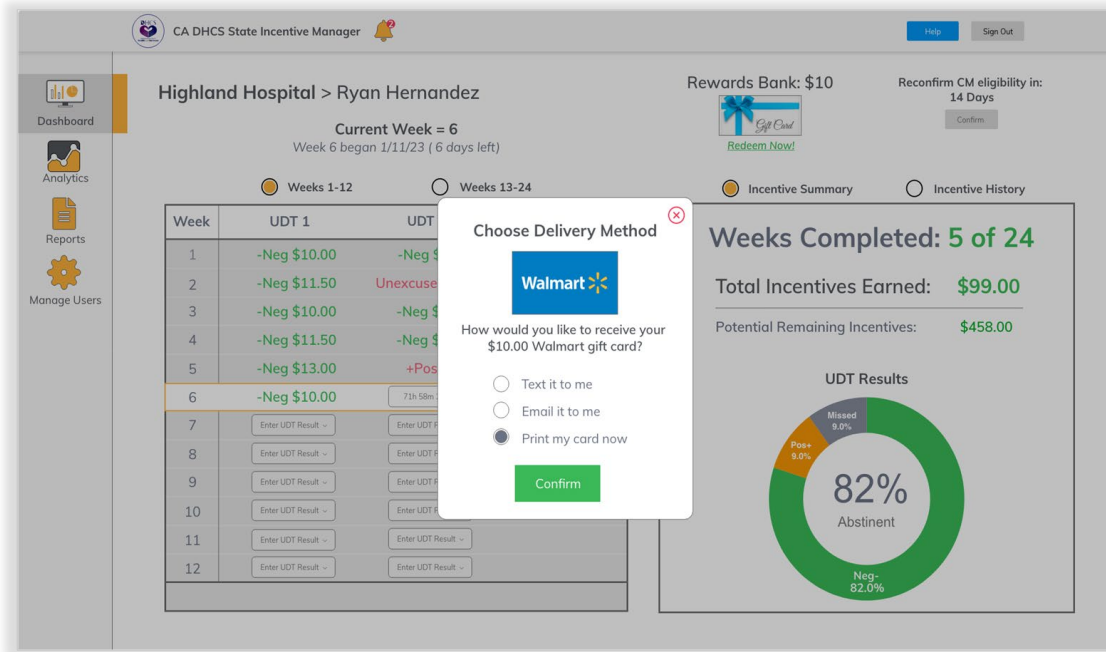 CA DHCS State Incentive Manager
2
Help
Sign Out
Dashboard
Analytics
Reports
Manage Users
Highland Hospital > Ryan Hernandez
Current Week = 6
Week 6 began 1/11/23 ( 6 days left)
Rewards Bank: $10
Gift Card
Redeem Now!
Reconfirm CM eligibility in:
14 Days
Confirm
Weeks 1-12
Weeks 13-24
Incentive Summary
Incentive History
Week UDT 1 UDT
1 -Neg $10.00 -Neg $
2 -Neg $11.50 Unexcuse
3 -Neg $10.00 -Neg $
4 -Neg $11.50 -Neg $
5 -Neg $13.00 +Pos
6 -Neg $10.00 71h 58m
7 Enter UDT Result Enter UDT
8 Enter UDT Result Enter UDT
9 Enter UDT Result Enter UDT
10 Enter UDT Result Enter UDT
11 Enter UDT Result Enter UDT Result
12 Enter UDT Result Enter UDT Result
Choose Delivery Method
Walmart
How would you like to receive your
$10.00 Walmart gift card?
Text it to me
Email it to me
Print my card now
Confirm
Weeks Completed: 5 of 24
Total Incentives Earned: $99.00
Potential Remaining Incentives: $458.00
UDT Results
Missed
9.0%
Pos+
9.0%
82%
Abstinent
Neg-
82.0%